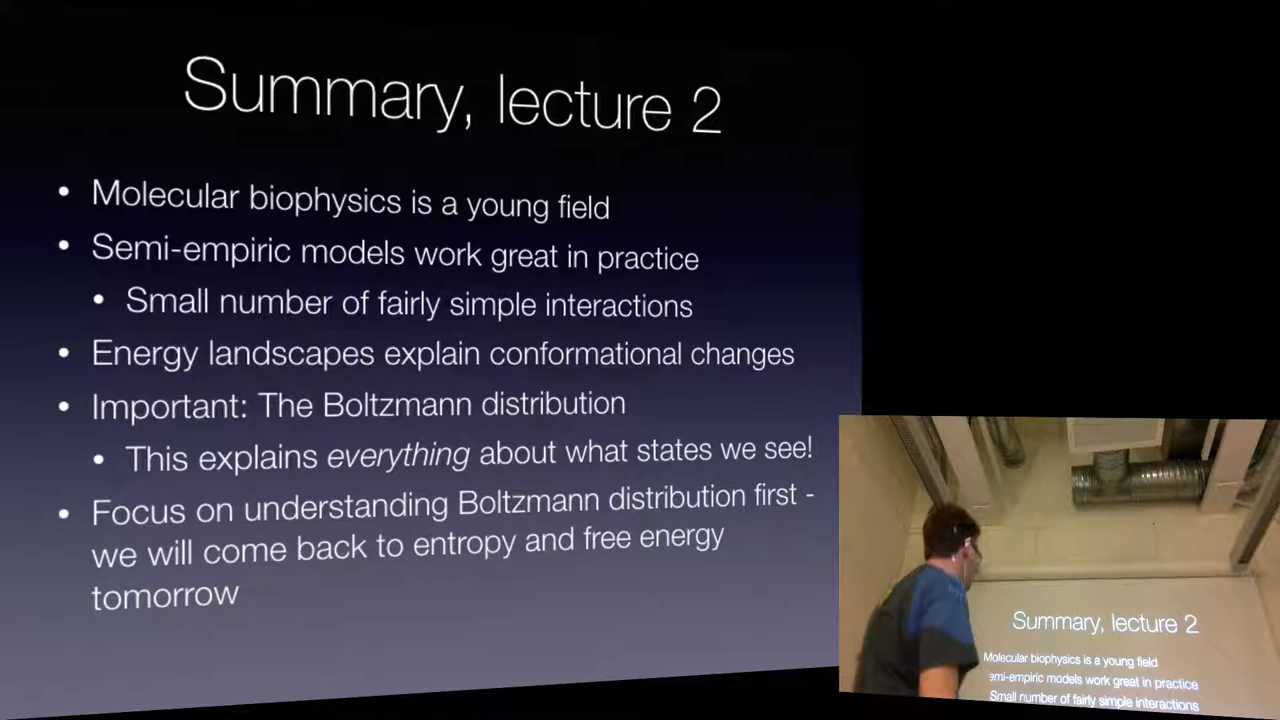 Summary, lecture 2
• Molecular biophysics is a young field
• Semi-empiric models work great in practice
• Small number of fairly simple interactions
• Energy landscapes explain conformational changes
• Important: The Boltzmann distribution
• This explains everything about what states we see!
• Focus on understanding Boltzmann distribution first -
we will come back to entropy and free energy
tomorrow
Summary, lecture 2
Molecular biophysics is a young field
emi-empiric models work great in practice
Small number of fairly simple interactions